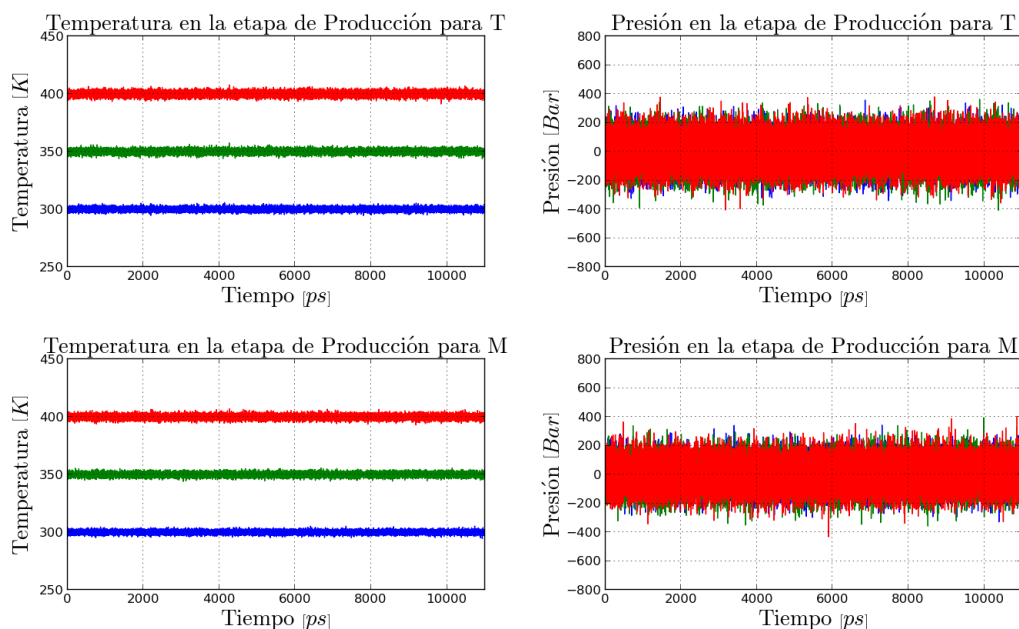 Temperatura en la etapa de Producción para T
450
400
350
300
250
Temperatura [K]
0 2000 4000 6000 8000 10000
Tiempo [ps]
Presión en la etapa de Producción para T
800
600
400
200
0
−200
−400
−600
−800
Presión [Bar]
0 2000 4000 6000 8000 10000
Tiempo [ps]
Temperatura en la etapa de Producción para M
450
400
350
300
250
Temperatura [K]
0 2000 4000 6000 8000 10000
Tiempo [ps]
Presión en la etapa de Producción para M
800
600
400
200
0
−200
−400
−600
−800
Presión [Bar]
0 2000 4000 6000 8000 10000
Tiempo [ps]